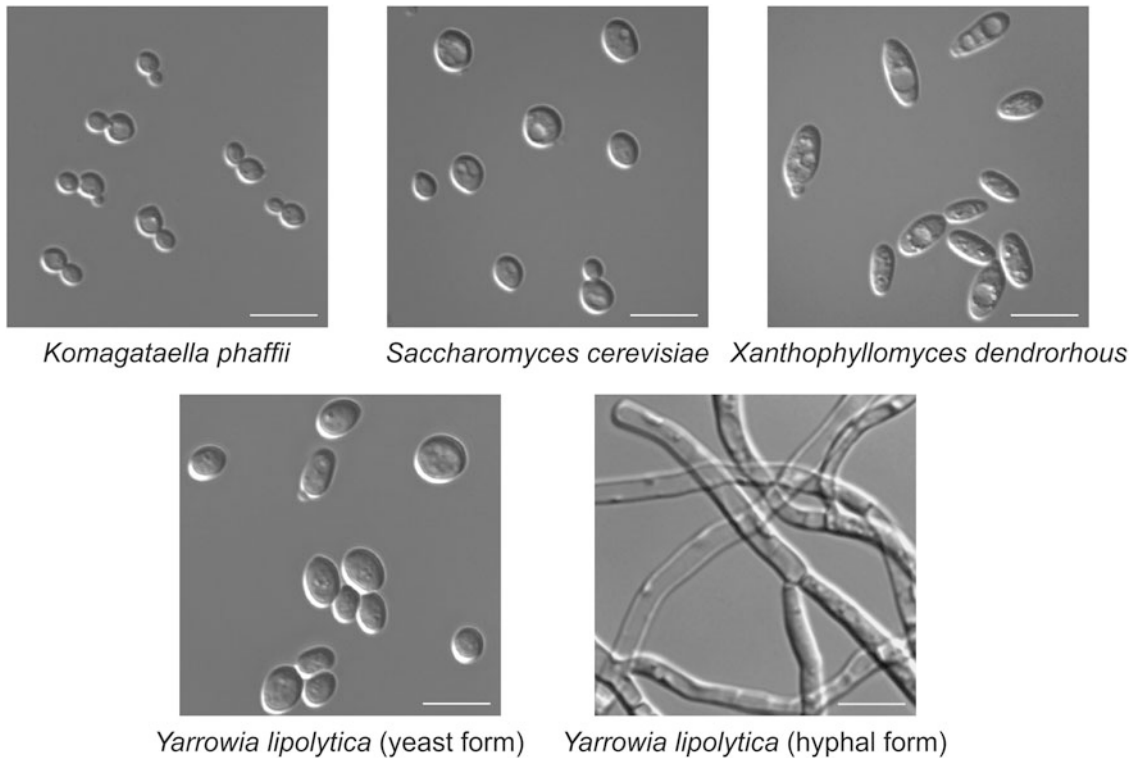 Komagataella phaffii
Saccharomyces cerevisiae
Xanthophyllomyces dendrorhous
Yarrowia lipolytica (yeast form)
Yarrowia lipolytica (hyphal form)